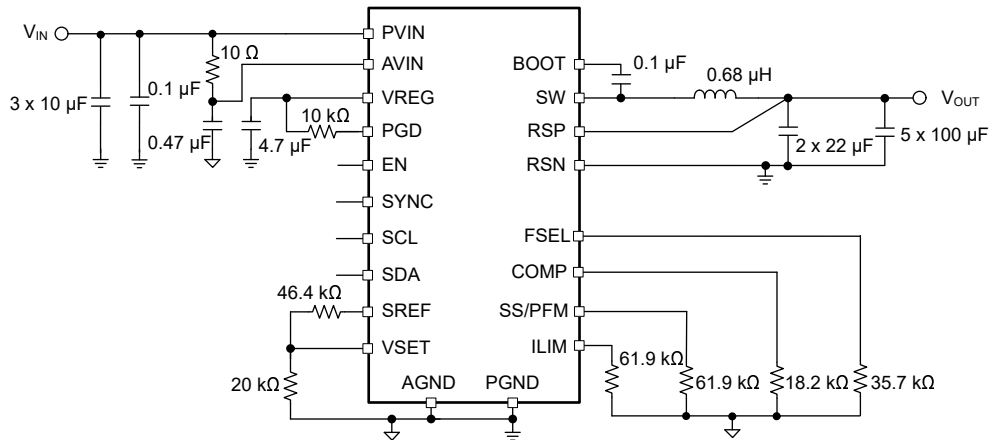 VIN
3 x 10 µF
0.1 µF
10 Ω
0.47 µF
4.7 µF
10 kΩ
46.4 kΩ
20 kΩ
PVIN
AVIN
VREG
PGD
EN
SYNC
SCL
SDA
SREF
VSET
AGND
PGND
BOOT
SW
RSP
RSN
FSEL
COMP
SS/PFM
ILIM
0.1 µF
0.68 µH
VOUT
2 x 22 µF
5 x 100 µF
61.9 kΩ
61.9 kΩ
18.2 kΩ
35.7 kΩ